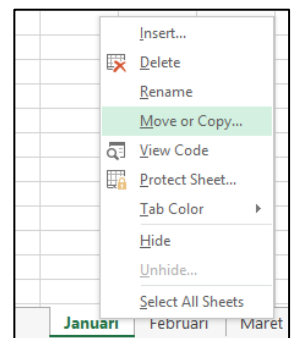 Insert...
Delete
Rename
Move or Copy...
View Code
Protect Sheet...
Tab Color
Hide
Unhide...
Select All Sheets
Januari Februari Maret